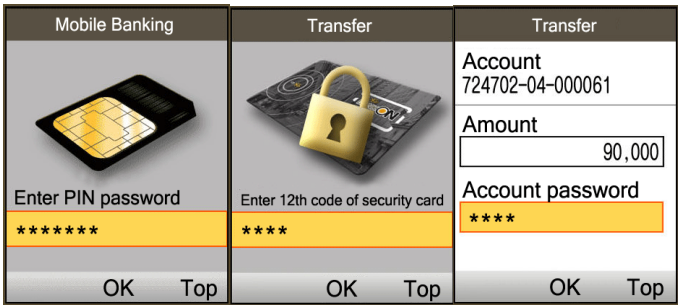 Mobile Banking
Enter PIN password
*******
OK Top
Transfer
Enter 12th code of security card
****
OK Top
Transfer
Account
724702-04-000061
Amount
90,000
Account password
****
OK Top